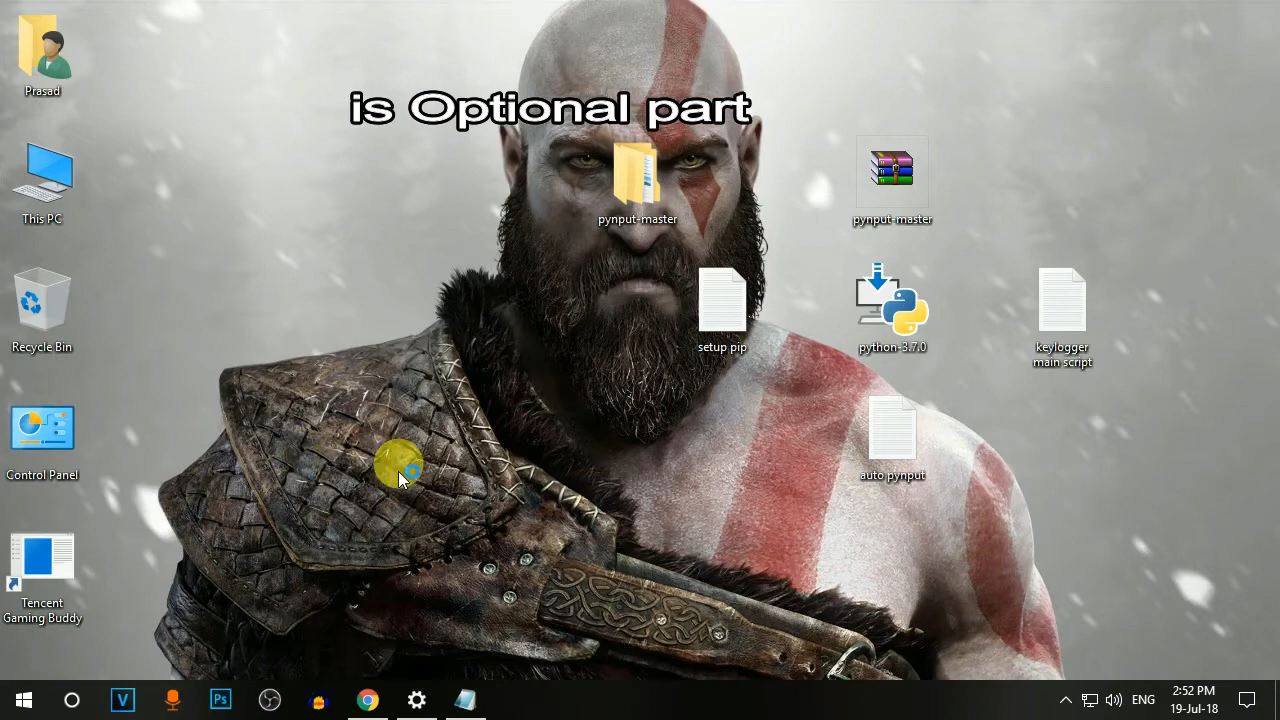 Prasad
is Optional part
This PC
pynput-master
pynput-master
Recycle Bin
setup pip
python-3.7.0
keylogger
main script
Control Panel
auto pynput
Tencent
Gaming Buddy
V
Ps
ENG
2:52 PM
19-Jul-18